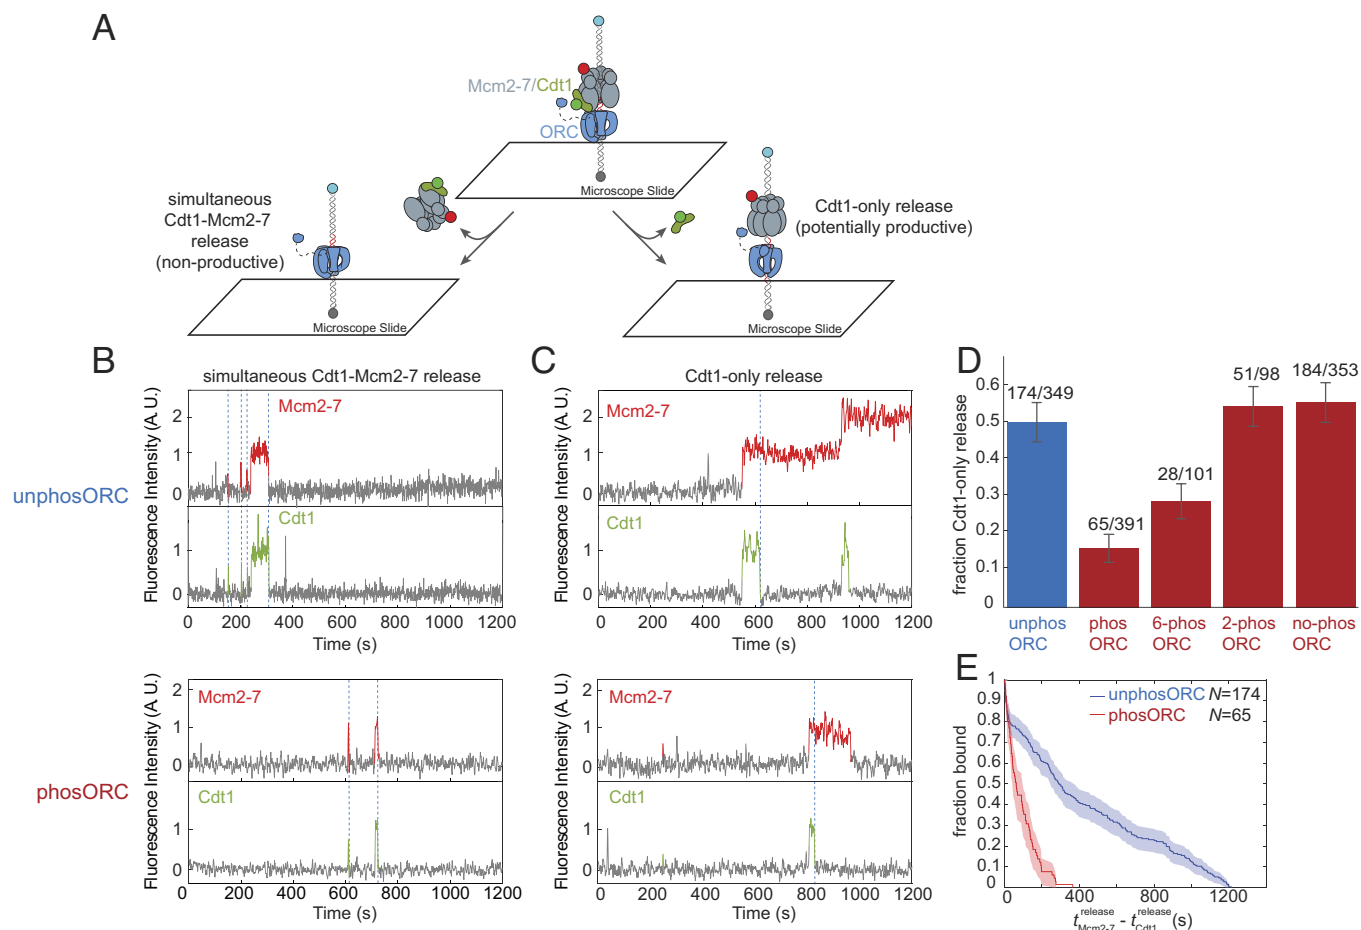 A
Mcm2-7/Cdt1
ORC
Microscope Slide
simultaneous
Cdt1-Mcm2-7
release
(non-productive)
Microscope Slide
Cdt1-only release
(potentially productive)
Microscope Slide
B
simultaneous Cdt1-Mcm2-7 release
unphosORC
Fluorescence Intensity (A. U.)
2
1
0
Mcm2-7
1
0
Cdt1
0 200 400 600 800 1000 1200
Time (s)
phosORC
Fluorescence Intensity (A. U.)
2
1
0
Mcm2-7
1
0
Cdt1
0 200 400 600 800 1000 1200
Time (s)
C
Cdt1-only release
Fluorescence Intensity (A. U.)
2
1
0
Mcm2-7
1
0
Cdt1
0 200 400 600 800 1000 1200
Time (s)
Fluorescence Intensity (A. U.)
2
1
0
Mcm2-7
1
0
Cdt1
0 200 400 600 800 1000 1200
Time (s)
D
fraction Cdt1-only release
0.6
0.5
0.4
0.3
0.2
0.1
0
174/349
65/391
28/101
51/98
184/353
unphos ORC
phos ORC
6-phos ORC
2-phos ORC
no-phos ORC
E
fraction bound
1
0.9
0.8
0.7
0.6
0.5
0.4
0.3
0.2
0.1
0
unphosORC N=174
phosORC N=65
0 400 800 1200
t release Mcm2-7 - t release Cdt1 (s)